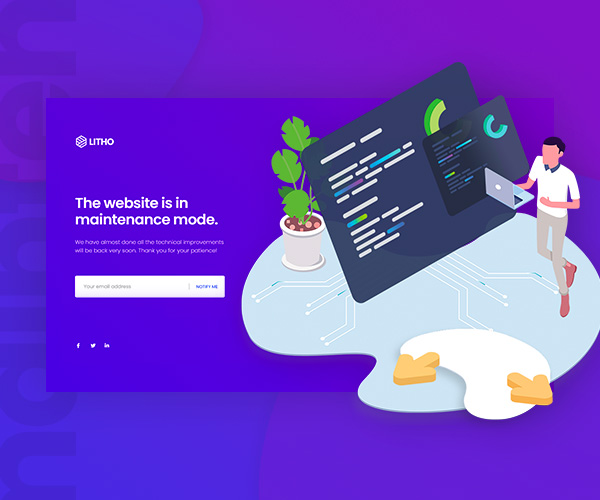 LITHO
The website is in
maintenance mode.
We have almost done all the technical improvements
will be back very soon. Thank you for your patience!
Your email address
NOTIFY ME